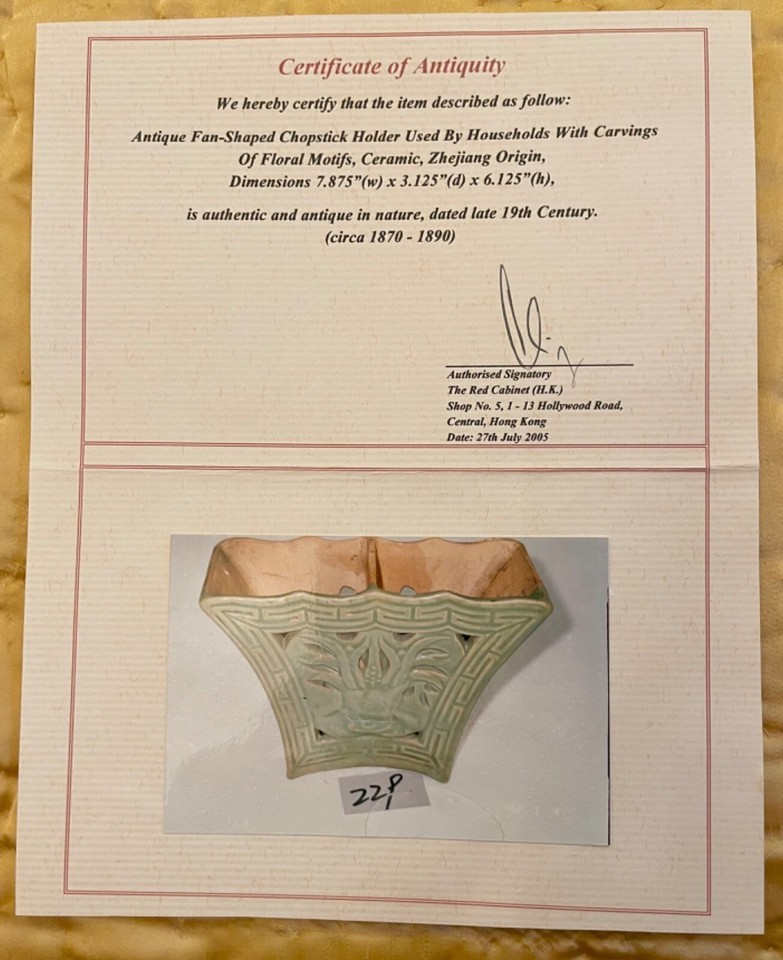 Certificate of Antiquity
We hereby certify that the item described as follow:
Antique Fan-Shaped Chopstick Holder Used By Households With Carvings
Of Floral Motifs, Ceramic, Zhejiang Origin,
Dimensions 7.875”(w) x 3.125”(d) x 6.125”(h),
is authentic and antique in nature, dated late 19th Century.
(circa 1870 - 1890)
Authorised Signatory
The Red Cabinet (H.K.)
Shop No. 5, 1 - 13 Hollywood Road,
Central, Hong Kong
Date: 27th July 2005